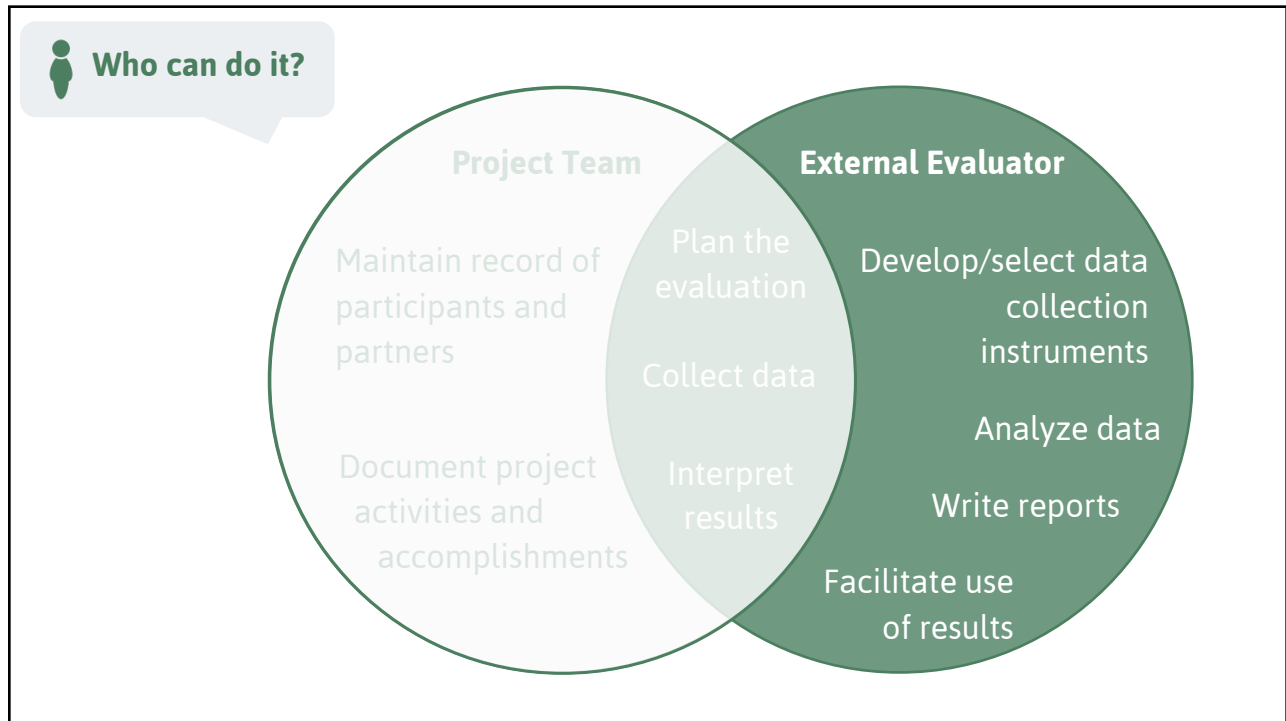 Who can do it?
Project Team
Maintain record of
participants and
partners
Document project
activities and
accomplishments
Plan the
evaluation
Collect data
Interpret
results
External Evaluator
Develop/select data
collection
instruments
Analyze data
Write reports
Facilitate use
of results